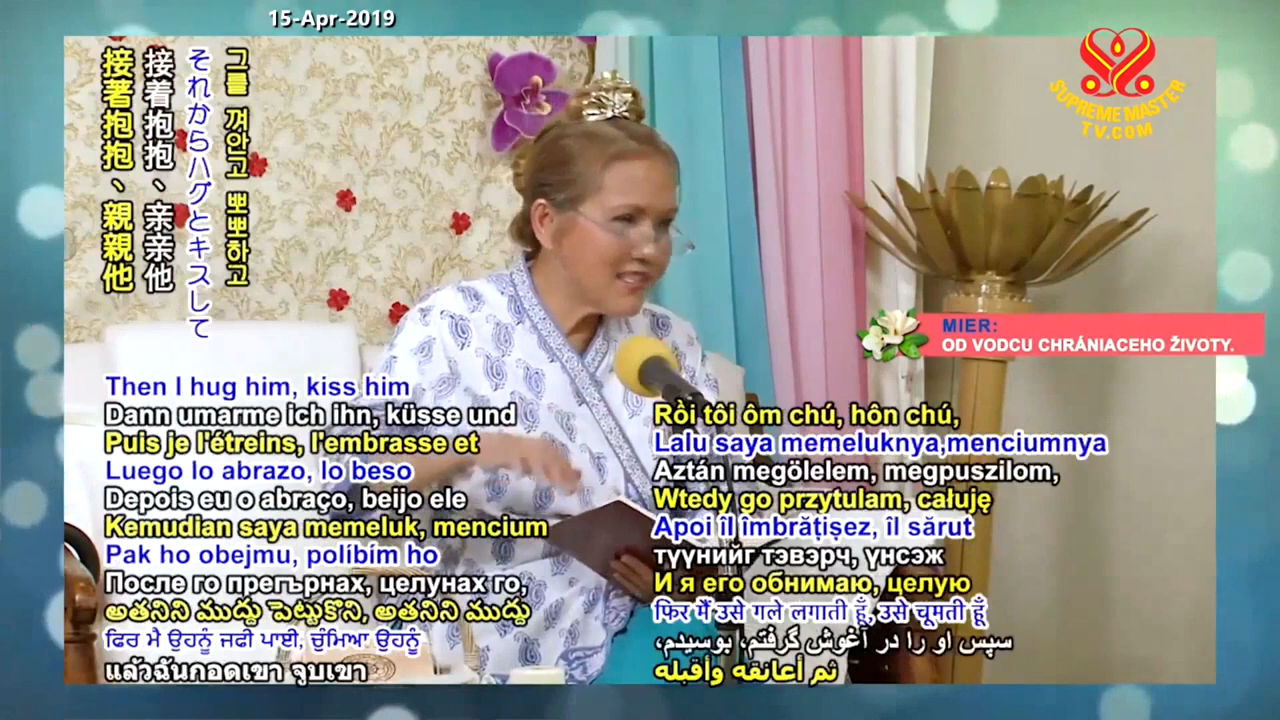 15-Apr-2019
SUPREME MASTER
TV.COM
그를 껴안고 뽀뽀하고
それからハグとキスして
接着抱抱、亲亲他
接著抱抱、親親他
MIER:
OD VODCU CHRÁNIACEHO ŽIVOTY.
Then I hug him, kiss him
Dann umarme ich ihn, küsse und
Puis je l'étreins, l'embrasse et
Luego lo abrazo, lo beso
Depois eu o abraço, beijo ele
Kemudian saya memeluk, mencium
Pak ho obejmu, políbím ho
После го прегърнах, целунах го,
అతనిని ముద్దు పెట్టుకొని, అతనిని ముద్దు
ਫਿਰ ਮੈ ਉਹਨੂੰ ਜਫੀ ਪਾਈ, ਚੁੰਮਿਆ ਉਹਨੂੰ
แล้วฉันกอดเขา จูบเขา
Rồi tôi ôm chú, hôn chú,
Lalu saya memeluknya,menciumnya
Aztán megölelem, megpuszilom,
Wtedy go przytulam, całuję
Apoi îl îmbrățișez, îl sărut
түүнийг тэвэрч, үнсэж
И я его обнимаю, целую
फिर मैं उसे गले लगाती हूँ, उसे चूमती हूँ
سپس او را در آغوش گرفتم، بوسیدم،
ثم أعانقه وأقبله